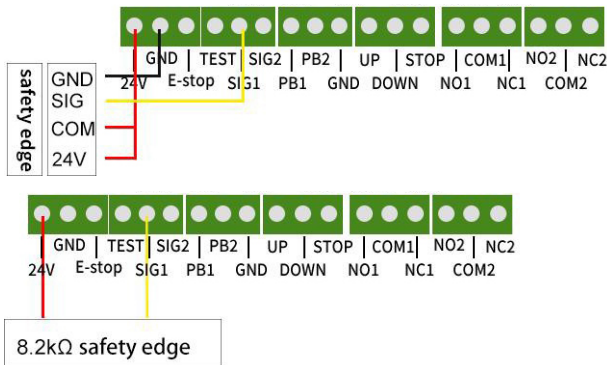 GND | TEST | SIG2 | PB2 | UP | STOP | COM1 | NO2 | NC2
24V E-stop SIG1 PB1 GND DOWN NO1 NC1 COM2
safety edge
GND
SIG
COM
24V
GND | TEST | SIG2 | PB2 | UP | STOP | COM1 | NO2 | NC2
24V E-stop SIG1 PB1 GND DOWN NO1 NC1 COM2
8.2kΩ safety edge